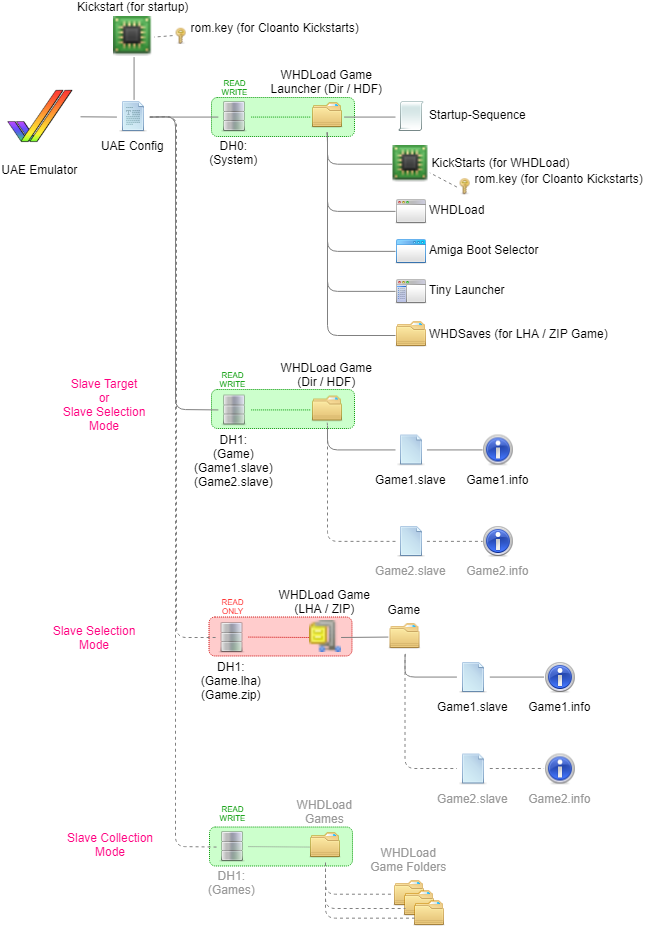 Kickstart (for startup)
rom.key (for Cloanto Kickstarts)
UAE Emulator
UAE Config
READ
WRITE
WHDLoad Game
Launcher (Dir / HDF)
DH0:
(System)
Startup-Sequence
KickStarts (for WHDLoad)
rom.key (for Cloanto Kickstarts)
WHDLoad
Amiga Boot Selector
Tiny Launcher
WHDSaves (for LHA / ZIP Game)
Slave Target
or
Slave Selection
Mode
READ
WRITE
WHDLoad Game
(Dir / HDF)
DH1:
(Game)
(Game1.slave)
(Game2.slave)
Game1.slave
Game1.info
Game2.slave
Game2.info
Slave Selection
Mode
READ
ONLY
WHDLoad Game
(LHA / ZIP)
Game
DH1:
(Game.lha)
(Game.zip)
Game1.slave
Game1.info
Game2.slave
Game2.info
Slave Collection
Mode
READ
WRITE
WHDLoad
Games
DH1:
(Games)
WHDLoad
Game Folders